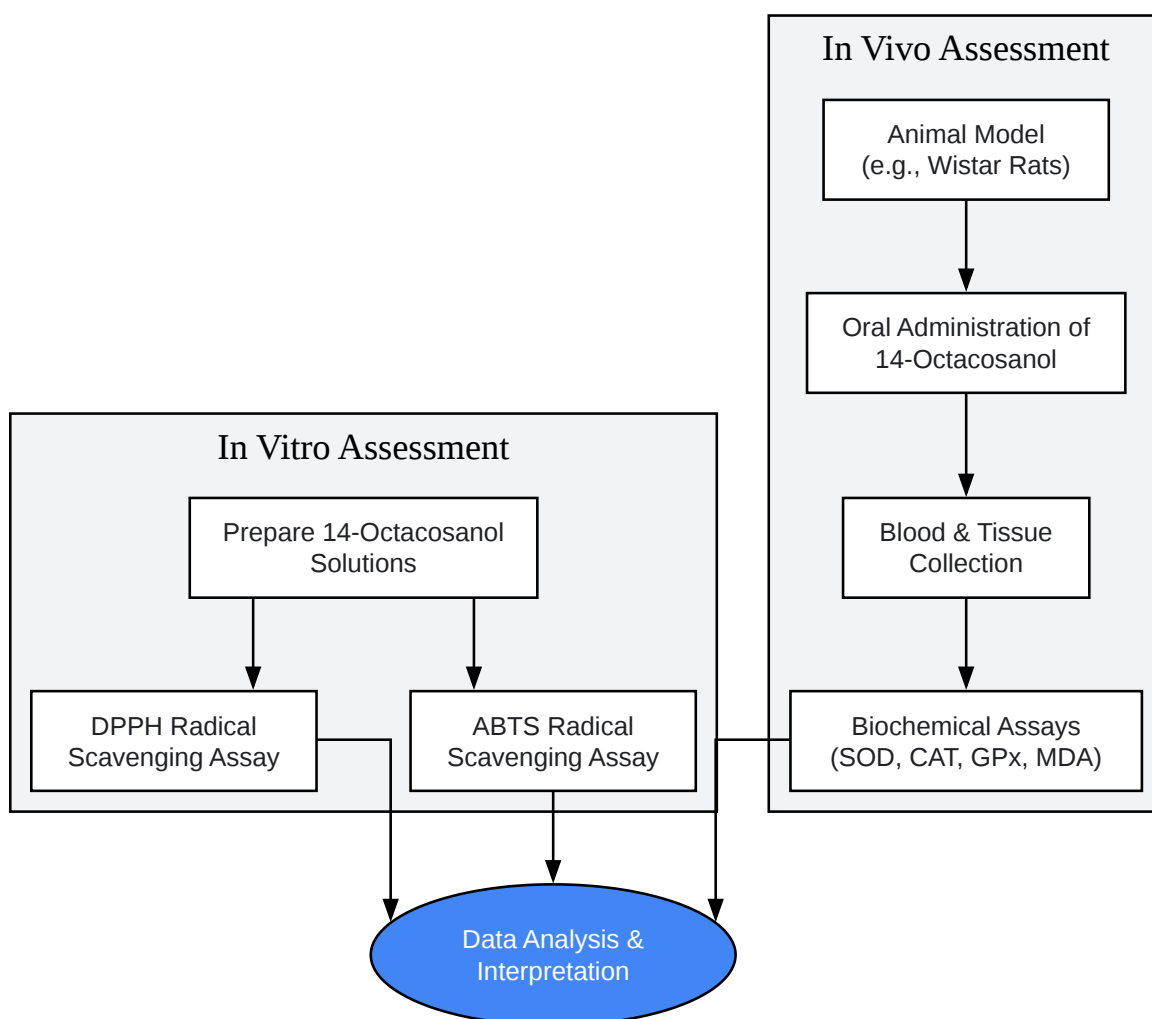 In Vivo Assessment
Animal Model
(e.g., Wistar Rats)
Oral Administration of
14-Octacosanol
Blood & Tissue
Collection
Biochemical Assays
(SOD, CAT, GPx, MDA)
In Vitro Assessment
Prepare 14-Octacosanol
Solutions
DPPH Radical
Scavenging Assay
ABTS Radical
Scavenging Assay
Data Analysis &
Interpretation